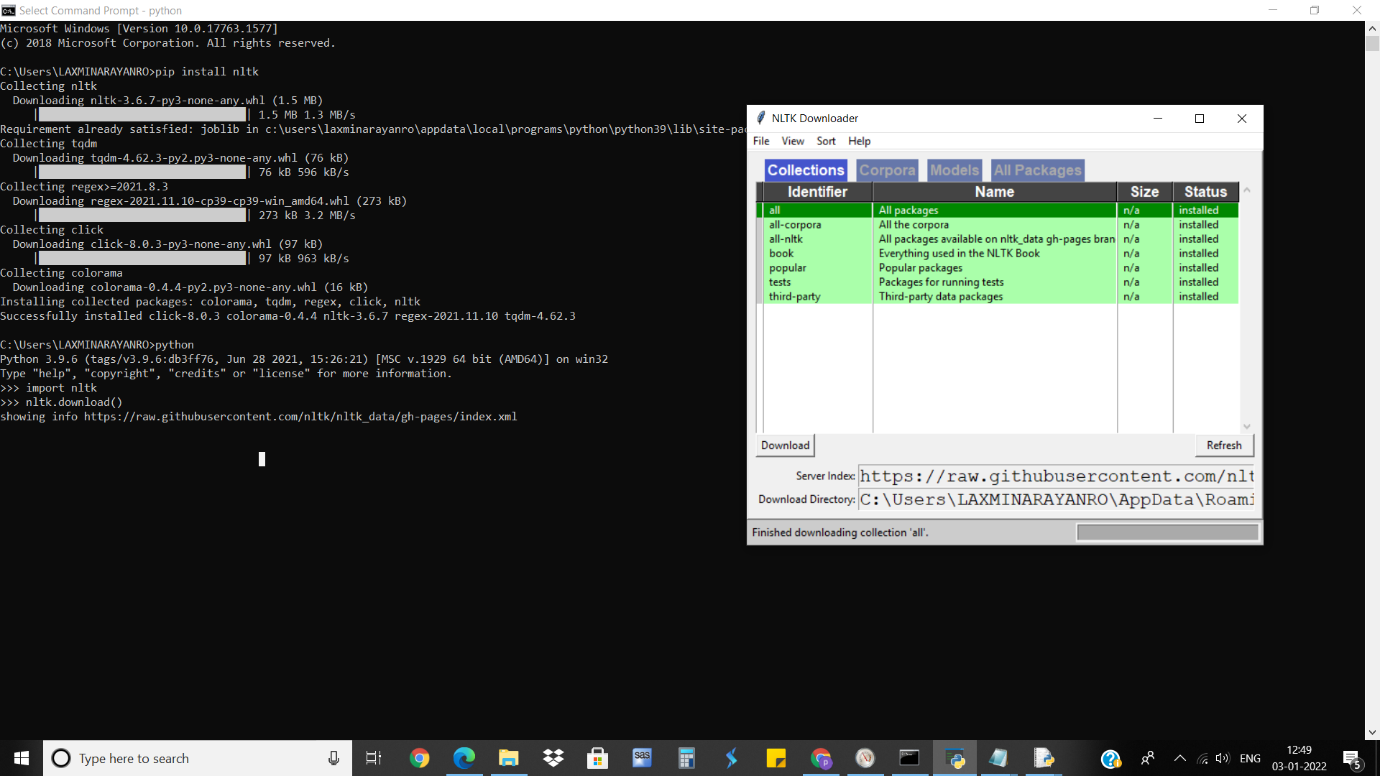 Select Command Prompt - python
Microsoft Windows [Version 10.0.17763.1577]
(c) 2018 Microsoft Corporation. All rights reserved.
C:\Users\LAXMINARAYANRO>pip install nltk
Collecting nltk
Downloading nltk-3.6.7-py3-none-any.whl (1.5 MB)
| | 1.5 MB 1.3 MB/s
Requirement already satisfied: joblib in c:\users\laxminarayanro\appdata\local\programs\python\python39\lib\site-pac
Collecting tqdm
Downloading tqdm-4.62.3-py2.py3-none-any.whl (76 kB)
| | 76 kB 596 kB/s
Collecting regex>=2021.8.3
Downloading regex-2021.11.10-cp39-cp39-win_amd64.whl (273 kB)
| | 273 kB 3.2 MB/s
Collecting click
Downloading click-8.0.3-py3-none-any.whl (97 kB)
| | 97 kB 963 kB/s
Collecting colorama
Downloading colorama-0.4.4-py2.py3-none-any.whl (16 kB)
Installing collected packages: colorama, tqdm, regex, click, nltk
Successfully installed click-8.0.3 colorama-0.4.4 nltk-3.6.7 regex-2021.11.10 tqdm-4.62.3
C:\Users\LAXMINARAYANRO>python
Python 3.9.6 (tags/v3.9.6:db3ff76, Jun 28 2021, 15:26:21) [MSC v.1929 64 bit (AMD64)] on win32
Type "help", "copyright", "credits" or "license" for more information.
>>> import nltk
>>> nltk.download()
showing info https://raw.githubusercontent.com/nltk/nltk_data/gh-pages/index.xml
NLTK Downloader
File View Sort Help
Collections Corpora Models All Packages
Identifier Name Size Status
all All packages n/a installed
all-corpora All the corpora n/a installed
all-nltk All packages available on nltk_data gh-pages bran n/a installed
book Everything used in the NLTK Book n/a installed
popular Popular packages n/a installed
tests Packages for running tests n/a installed
third-party Third-party data packages n/a installed
Download Refresh
Server Index: https://raw.githubusercontent.com/nlt
Download Directory: C:\Users\LAXMINARAYANRO\AppData\Roami
Finished downloading collection 'all'.
Type here to search
sas
p
ENG
12:49
03-01-2022
5